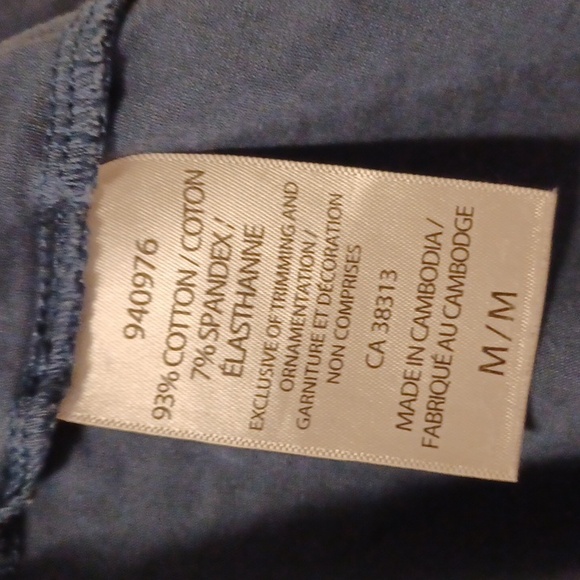 940976
93% COTTON / COTON
7% SPANDEX /
ÉLASTHANNE
EXCLUSIVE OF TRIMMING AND
ORNAMENTATION /
GARNITURE ET DÉCORATION
NON COMPRISES
CA 38313
MADE IN CAMBODIA /
FABRIQUÉ AU CAMBODGE
M / M